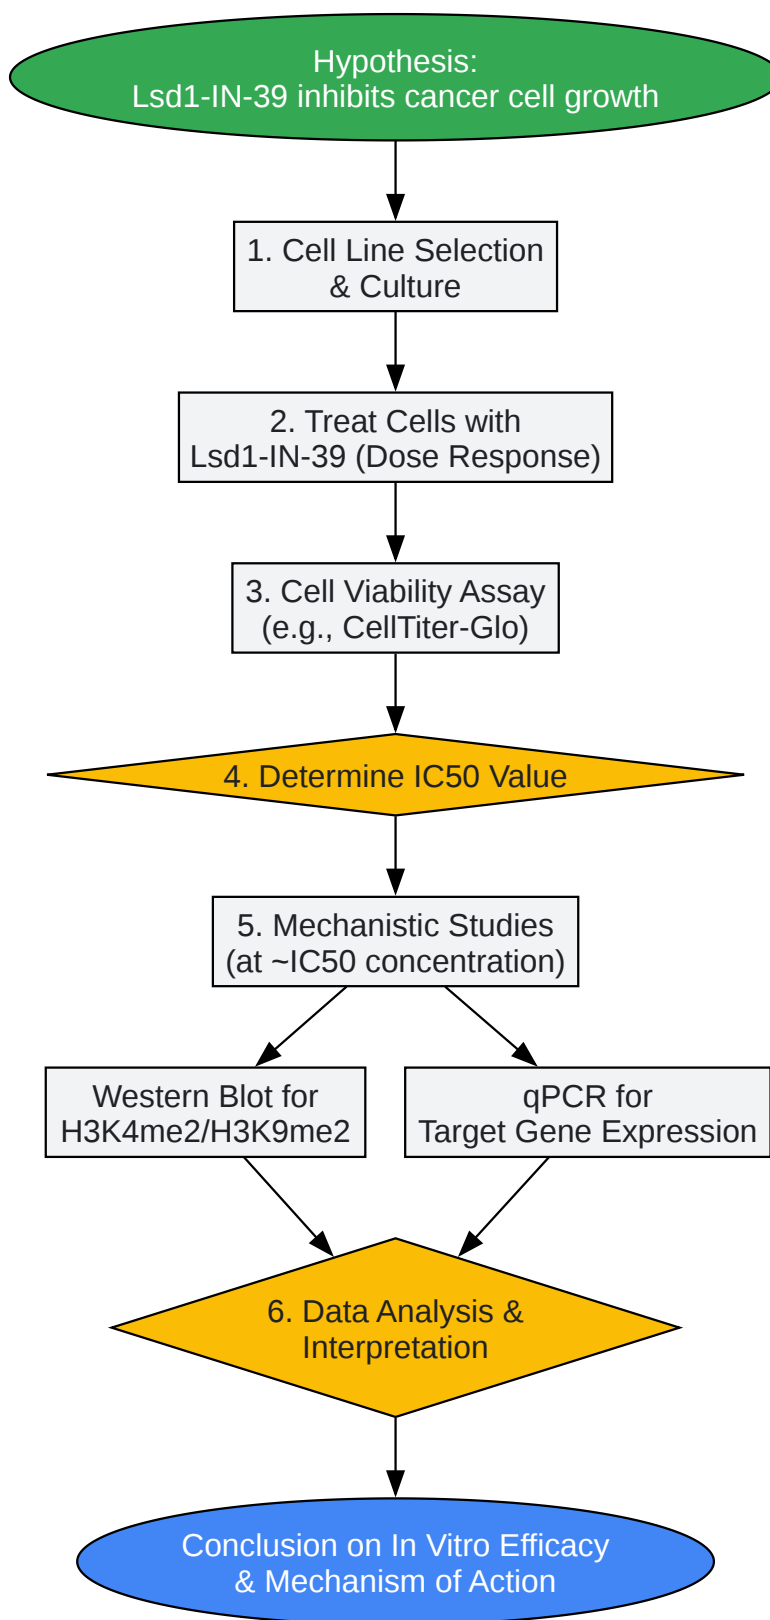 Hypothesis:
Lsd1-IN-39 inhibits cancer cell growth
1. Cell Line Selection
& Culture
2. Treat Cells with
Lsd1-IN-39 (Dose Response)
3. Cell Viability Assay
(e.g., CellTiter-Glo)
4. Determine IC50 Value
5. Mechanistic Studies
(at ~IC50 concentration)
Western Blot for
H3K4me2/H3K9me2
qPCR for
Target Gene Expression
6. Data Analysis &
Interpretation
Conclusion on In Vitro Efficacy
& Mechanism of Action